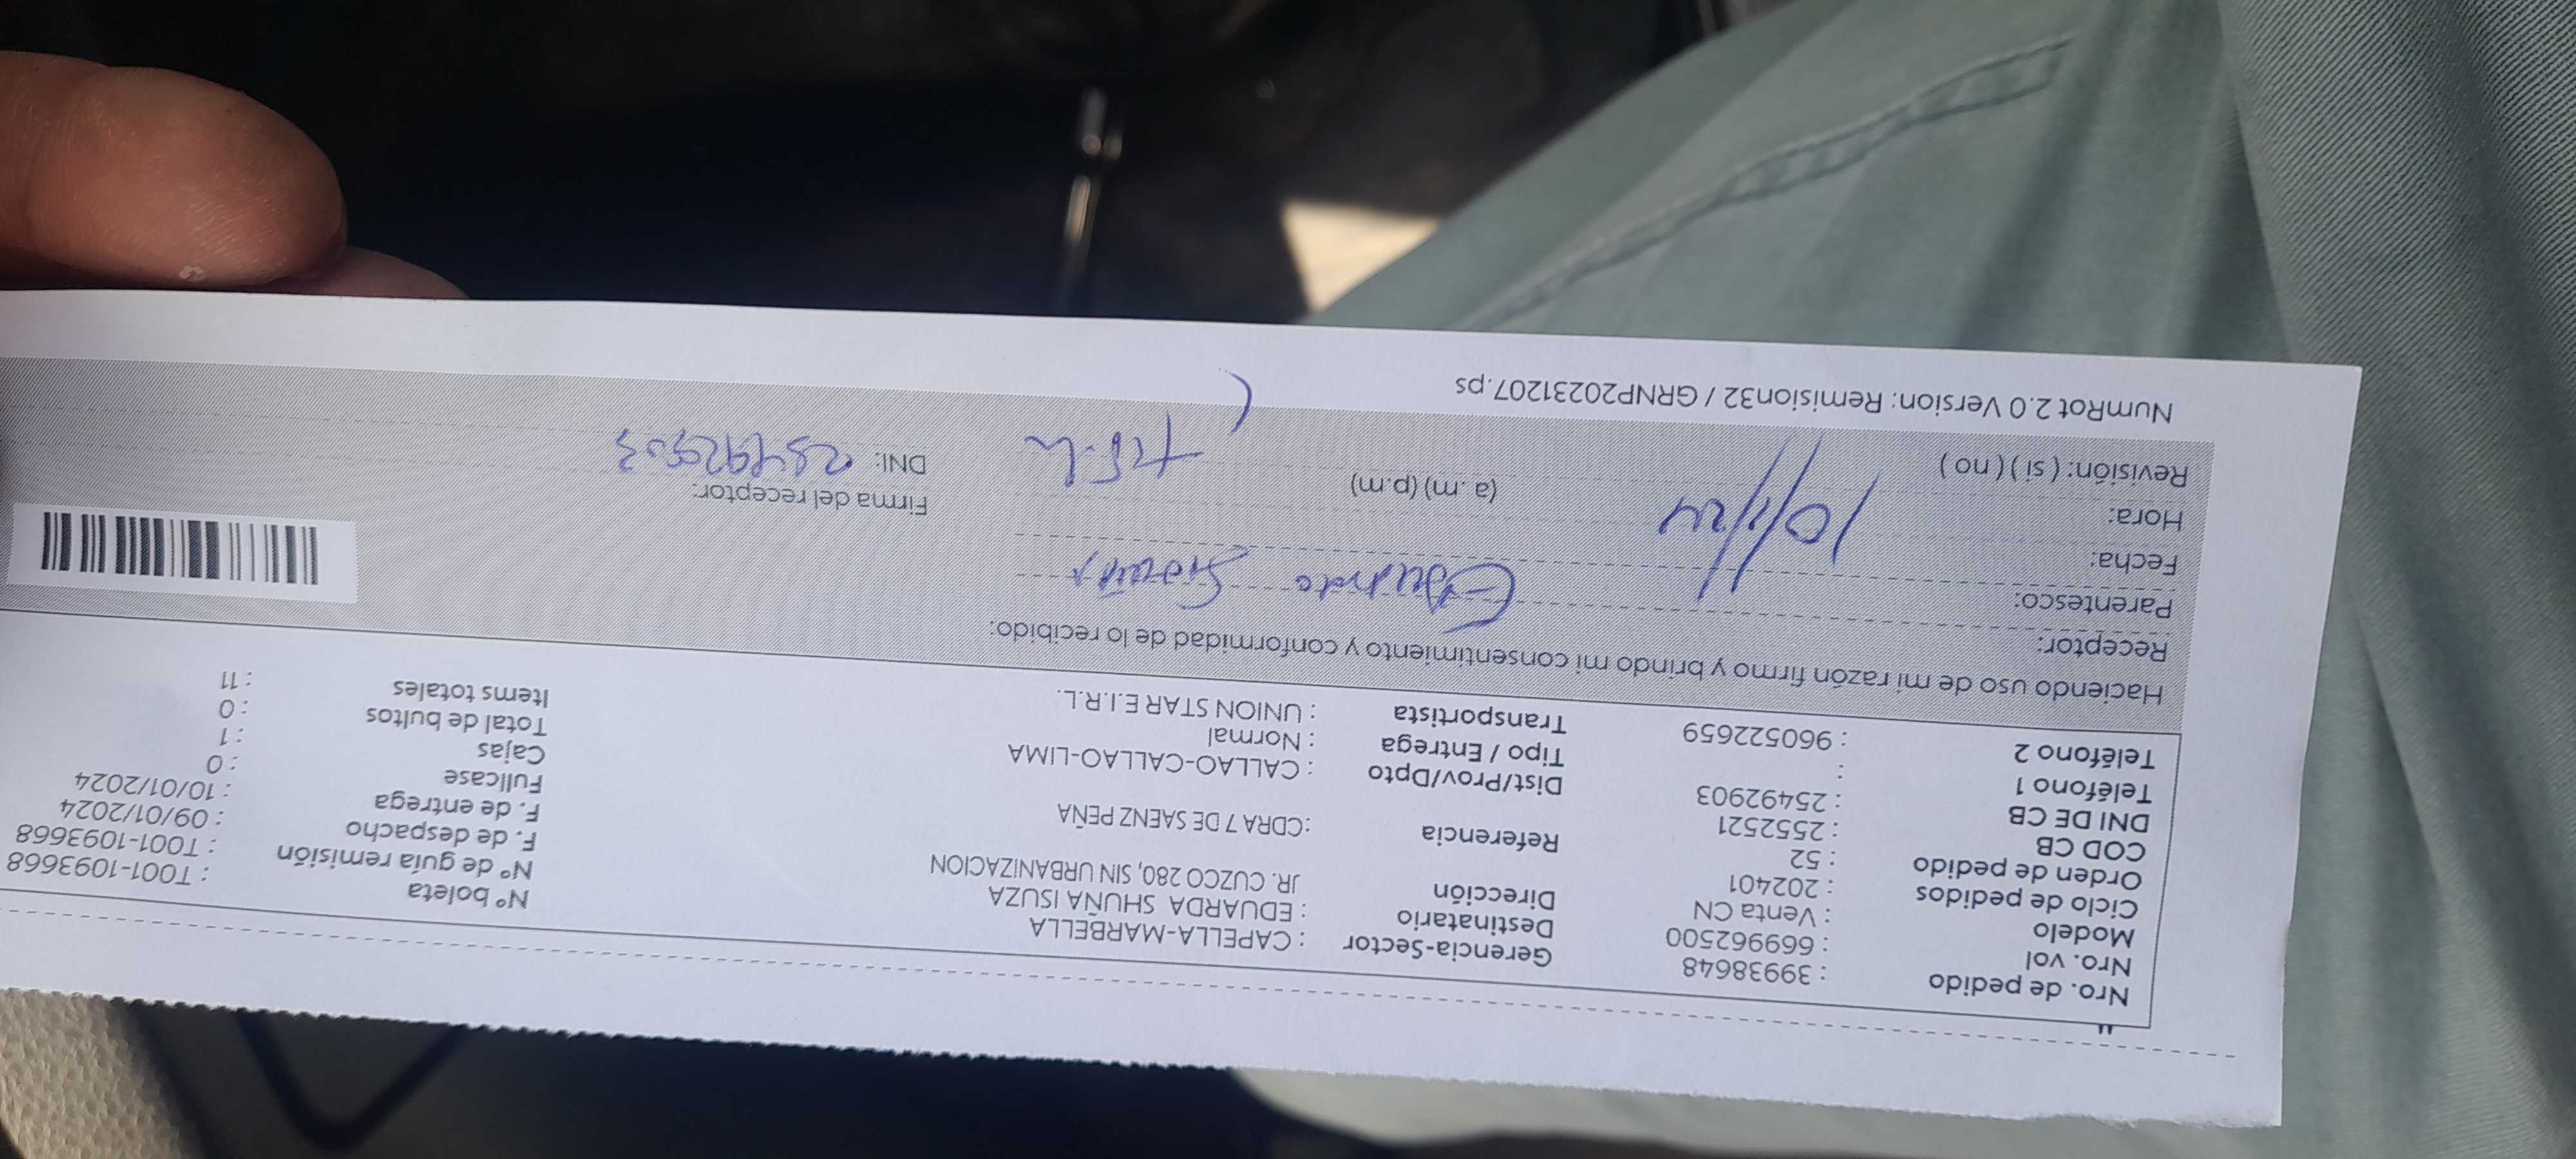 Nro. de pedido : 39938648
Nro. vol : 669962500
Modelo : Venta CN
Ciclo de pedidos : 202401
Orden de pedido : 52
COD CB : 2552521
DNI DE CB : 25492903
Teléfono 1 :
Teléfono 2 : 960522659
Gerencia-Sector : CAPELLA-MARBELLA
Destinatario : EDUARDA SHUÑA ISUZA
Dirección JR. CUZCO 280, SIN URBANIZACION
Referencia :CDRA 7 DE SAENZ PEÑA
Dist/Prov/Dpto : CALLAO-CALLAO-LIMA
Tipo / Entrega : Normal
Transportista : UNION STAR E.I.R.L.
N° boleta : T001-1093668
N° de guía remisión : T001-1093668
F. de despacho : 09/01/2024
F. de entrega : 10/01/2024
Fullcase : 0
Cajas : 1
Total de bultos : 0
Items totales : 11
Haciendo uso de mi razón firmo y brindo mi consentimiento y conformidad de lo recibido:
Receptor:
Parentesco:
Fecha: 10/1/24
Hora: (a. m) (p.m)
Revisión: ( si ) ( no )
Firma del receptor:
DNI:
NumRot 2.0 Version: Remision32 / GRNP20231207.ps